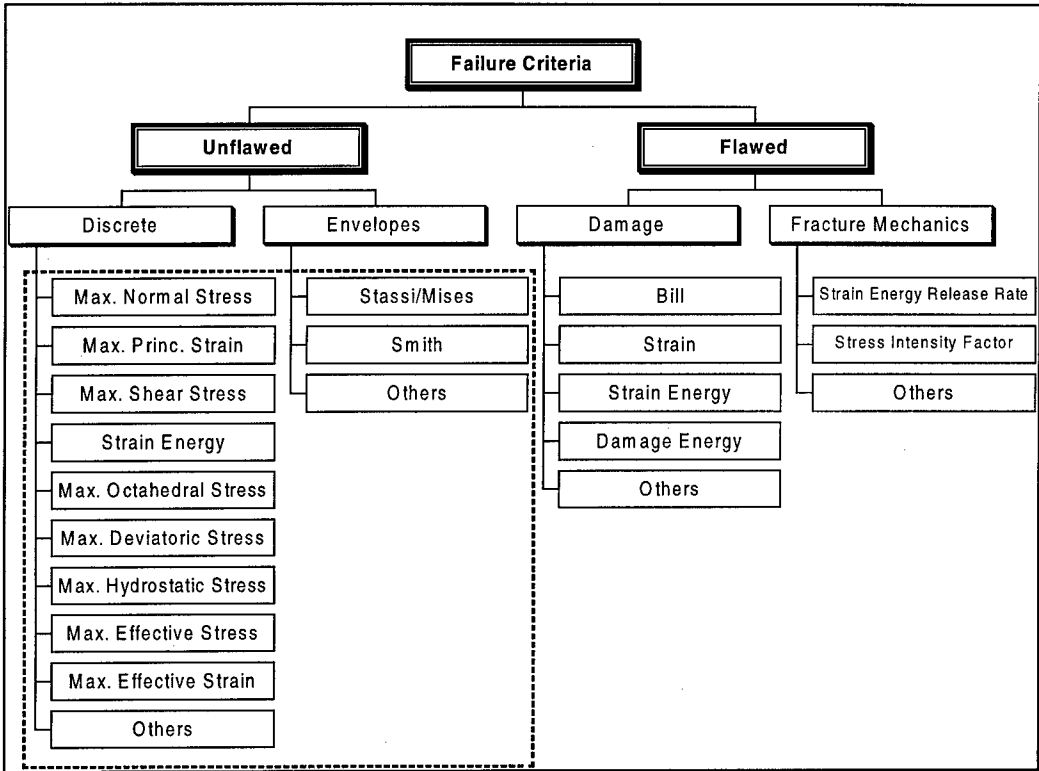 Failure Criteria
Unflawed
Flawed
Discrete
Envelopes
Damage
Fracture Mechanics
Max. Normal Stress
Max. Princ. Strain
Max. Shear Stress
Strain Energy
Max. Octahedral Stress
Max. Deviatoric Stress
Max. Hydrostatic Stress
Max. Effective Stress
Max. Effective Strain
Others
Stassi/Mises
Smith
Others
Bill
Strain
Strain Energy
Damage Energy
Others
Strain Energy Release Rate
Stress Intensity Factor
Others